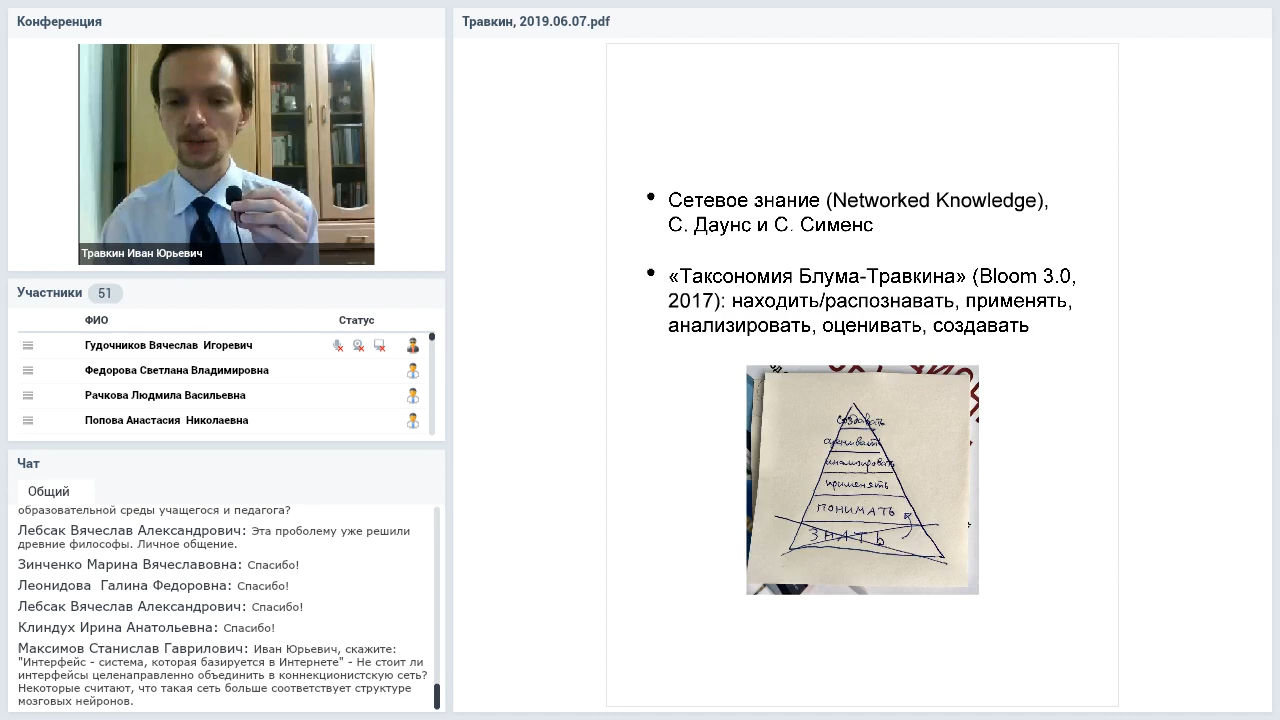 Конференция
Травкин Иван Юрьевич
Участники 51
ФИО Статус
Гудочников Вячеслав Игоревич
Федорова Светлана Владимировна
Рачкова Людмила Васильевна
Попова Анастасия Николаевна
Чат
Общий
образовательной среды учащегося и педагога?
Лебсак Вячеслав Александрович: Эта проболему уже решили
древние философы. Личное общение.
Зинченко Марина Вячеславовна: Спасибо!
Леонидова Галина Федоровна: Спасибо!
Лебсак Вячеслав Александрович: Спасибо!
Клиндух Ирина Анатольевна: Спасибо!
Максимов Станислав Гаврилович: Иван Юрьевич, скажите:
"Интерфейс - система, которая базируется в Интернете" - Не стоит ли
интерфейсы целенаправленно объединить в коннекционистскую сеть?
Некоторые считают, что такая сеть больше соответствует структуре
мозговых нейронов.
Травкин, 2019.06.07.pdf
• Сетевое знание (Networked Knowledge),
С. Даунс и С. Сименс
• «Таксономия Блума-Травкина» (Bloom 3.0,
2017): находить/распознавать, применять,
анализировать, оценивать, создавать
создавать
оценивать
анализировать
применять
ПОНИМАТЬ
ЗНАТЬ